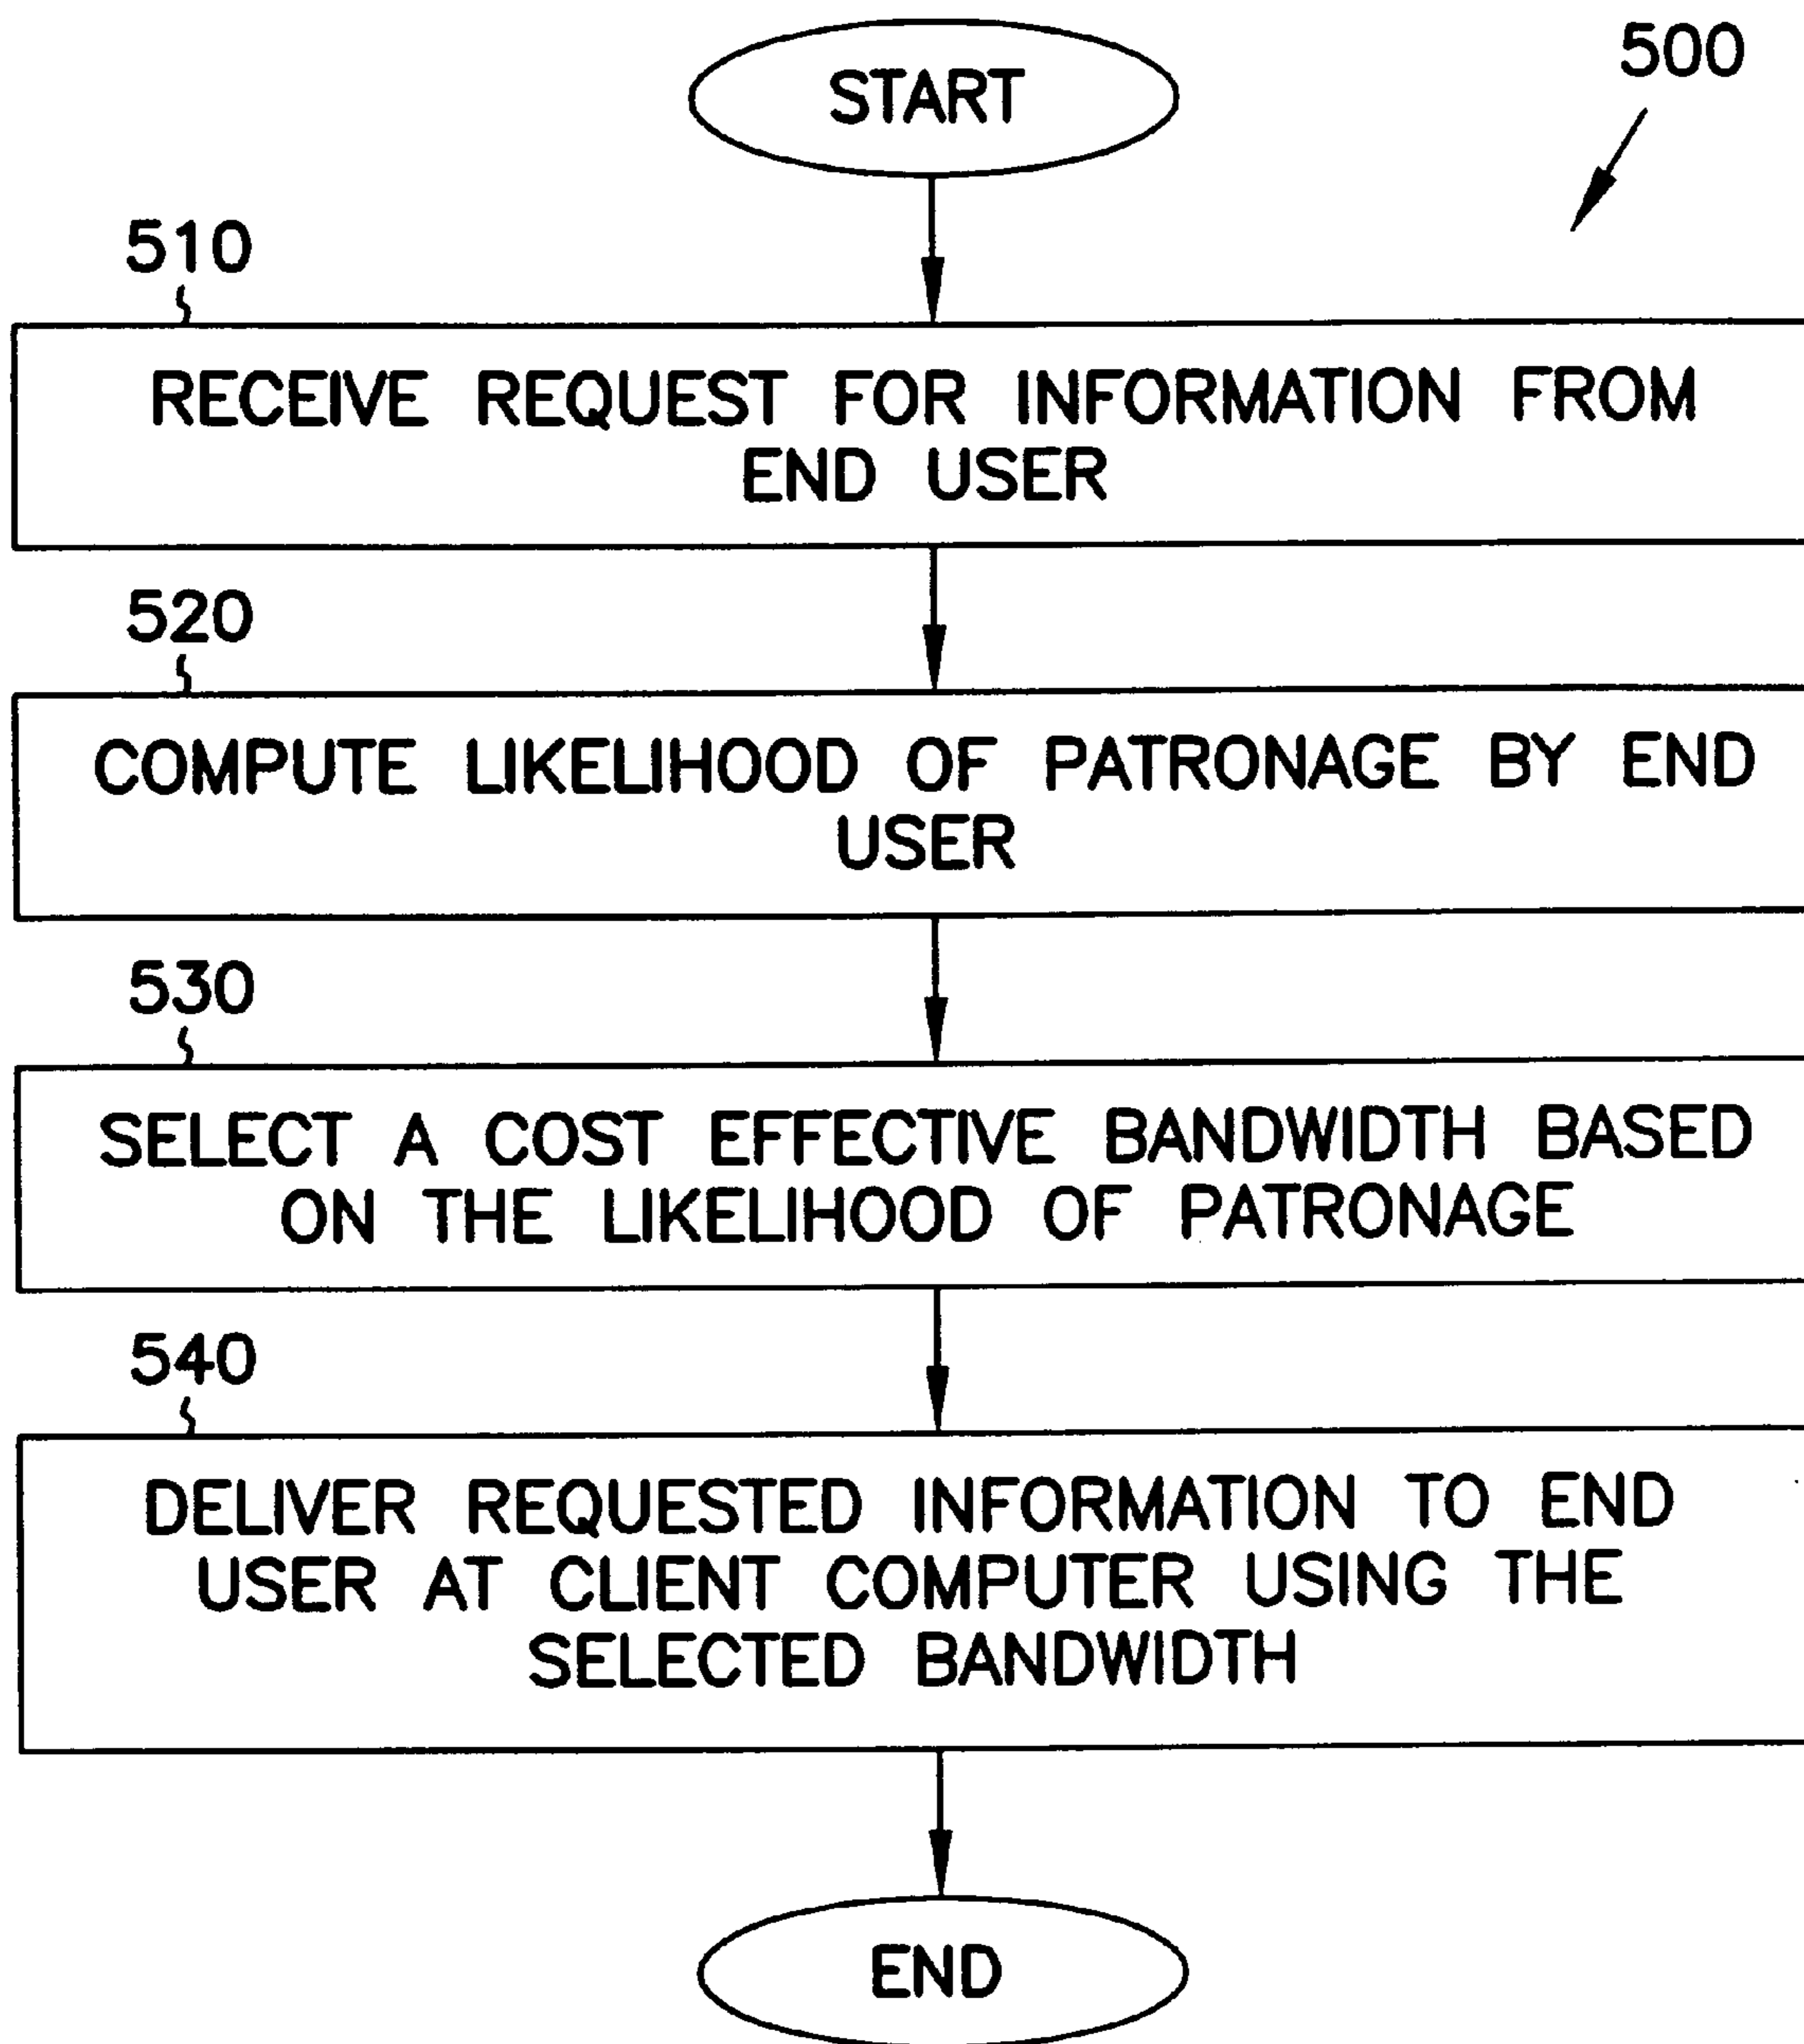 START
500
510
RECEIVE REQUEST FOR INFORMATION FROM
END USER
520
COMPUTE LIKELIHOOD OF PATRONAGE BY END
USER
530
SELECT A COST EFFECTIVE BANDWIDTH BASED
ON THE LIKELIHOOD OF PATRONAGE
540
DELIVER REQUESTED INFORMATION TO END
USER AT CLIENT COMPUTER USING THE
SELECTED BANDWIDTH
END